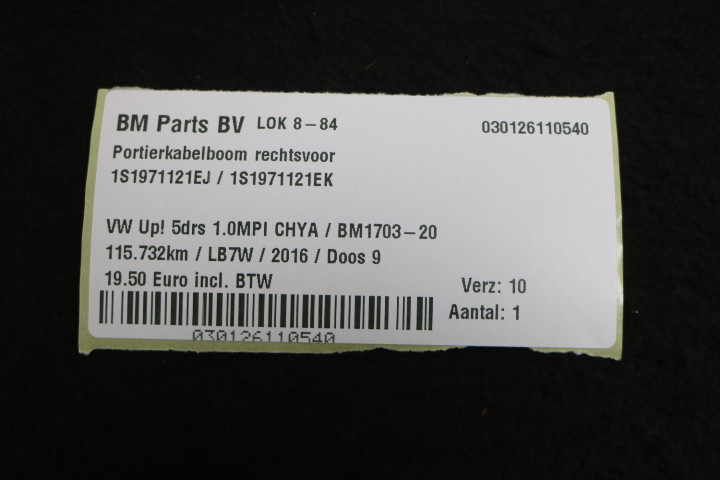 BM Parts BV LOK 8-84 030126110540
Portierkabelboom rechtsvoor
1S1971121EJ / 1S1971121EK
VW Up! 5drs 1.0MPI CHYA / BM1703-20
115.732km / LB7W / 2016 / Doos 9
19.50 Euro incl. BTW Verz: 10
Aantal: 1
030126110540